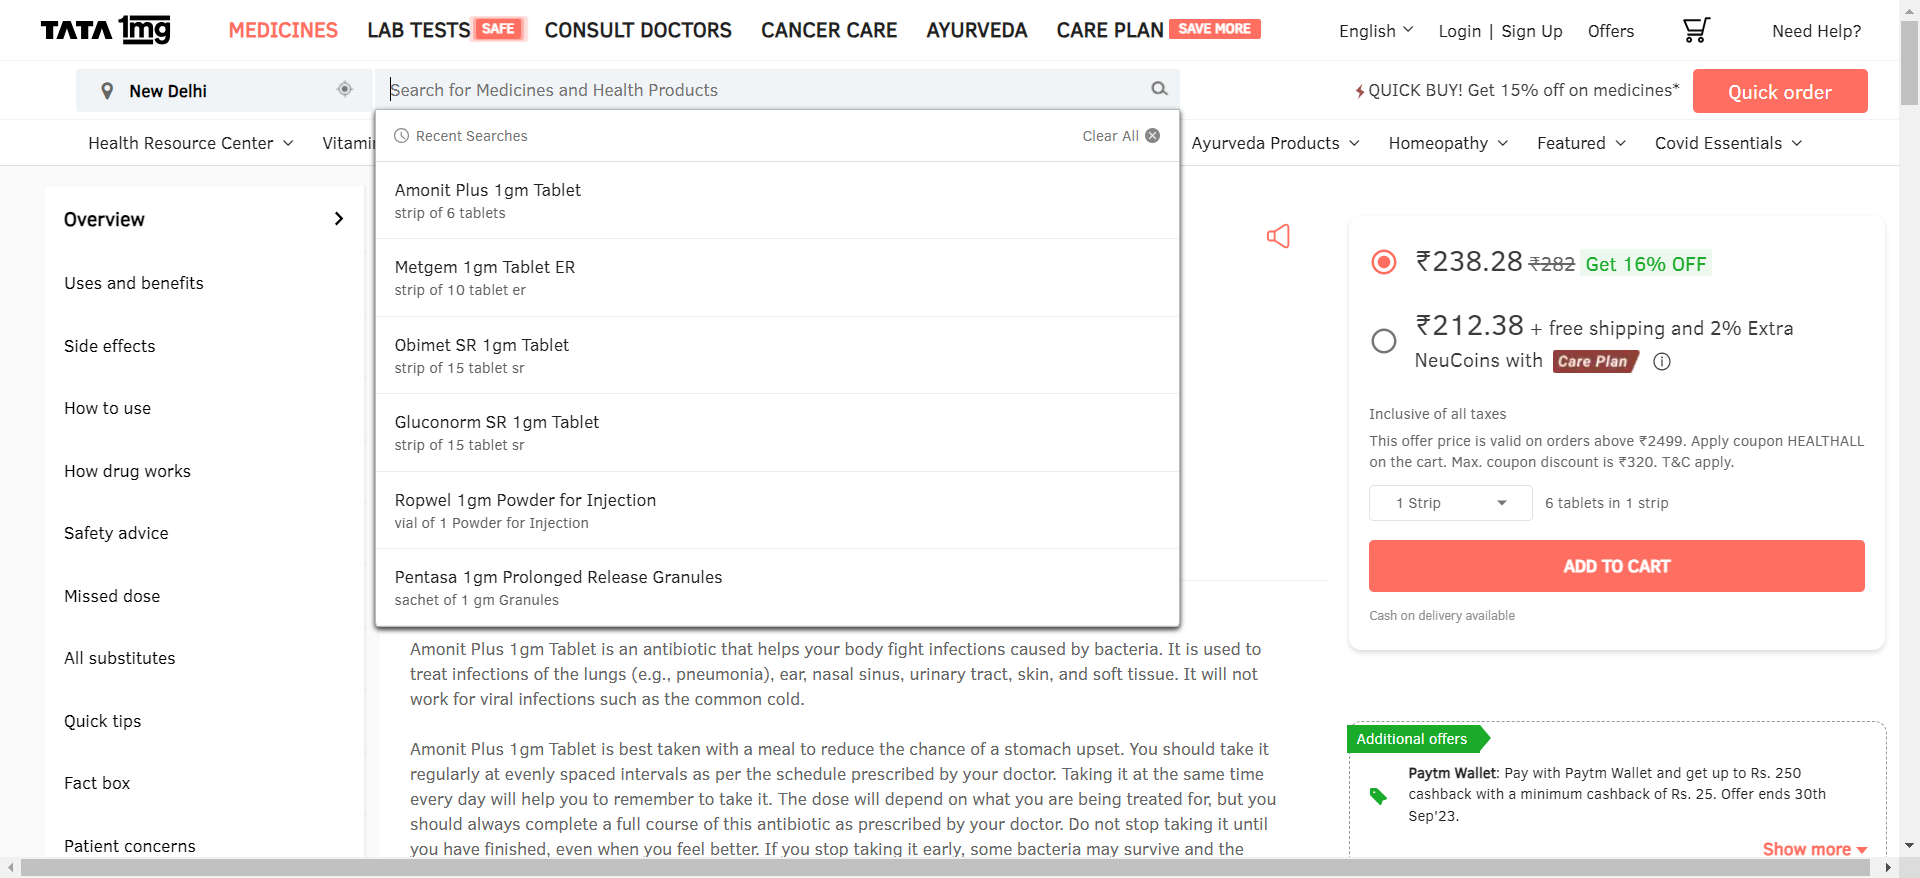 TATA 1mg
MEDICINES LAB TESTS SAFE CONSULT DOCTORS CANCER CARE AYURVEDA CARE PLAN SAVE MORE English Login | Sign Up Offers Need Help?
New Delhi Search for Medicines and Health Products QUICK BUY! Get 15% off on medicines* Quick order
Health Resource Center Vitami Ayurveda Products Homeopathy Featured Covid Essentials
Recent Searches Clear All
Amonit Plus 1gm Tablet
strip of 6 tablets
Metgem 1gm Tablet ER
strip of 10 tablet er
Obimet SR 1gm Tablet
strip of 15 tablet sr
Gluconorm SR 1gm Tablet
strip of 15 tablet sr
Ropwel 1gm Powder for Injection
vial of 1 Powder for Injection
Pentasa 1gm Prolonged Release Granules
sachet of 1 gm Granules
Overview
Uses and benefits
Side effects
How to use
How drug works
Safety advice
Missed dose
All substitutes
Quick tips
Fact box
Patient concerns
Amonit Plus 1gm Tablet is an antibiotic that helps your body fight infections caused by bacteria. It is used to
treat infections of the lungs (e.g., pneumonia), ear, nasal sinus, urinary tract, skin, and soft tissue. It will not
work for viral infections such as the common cold.
Amonit Plus 1gm Tablet is best taken with a meal to reduce the chance of a stomach upset. You should take it
regularly at evenly spaced intervals as per the schedule prescribed by your doctor. Taking it at the same time
every day will help you to remember to take it. The dose will depend on what you are being treated for, but you
should always complete a full course of this antibiotic as prescribed by your doctor. Do not stop taking it until
you have finished, even when you feel better. If you stop taking it early, some bacteria may survive and the
₹238.28 ₹282 Get 16% OFF
₹212.38 + free shipping and 2% Extra
NeuCoins with Care Plan
Inclusive of all taxes
This offer price is valid on orders above ₹2499. Apply coupon HEALTHALL
on the cart. Max. coupon discount is ₹320. T&C apply.
1 Strip 6 tablets in 1 strip
ADD TO CART
Cash on delivery available
Additional offers
Paytm Wallet: Pay with Paytm Wallet and get up to Rs. 250
cashback with a minimum cashback of Rs. 25. Offer ends 30th
Sep'23.
Show more